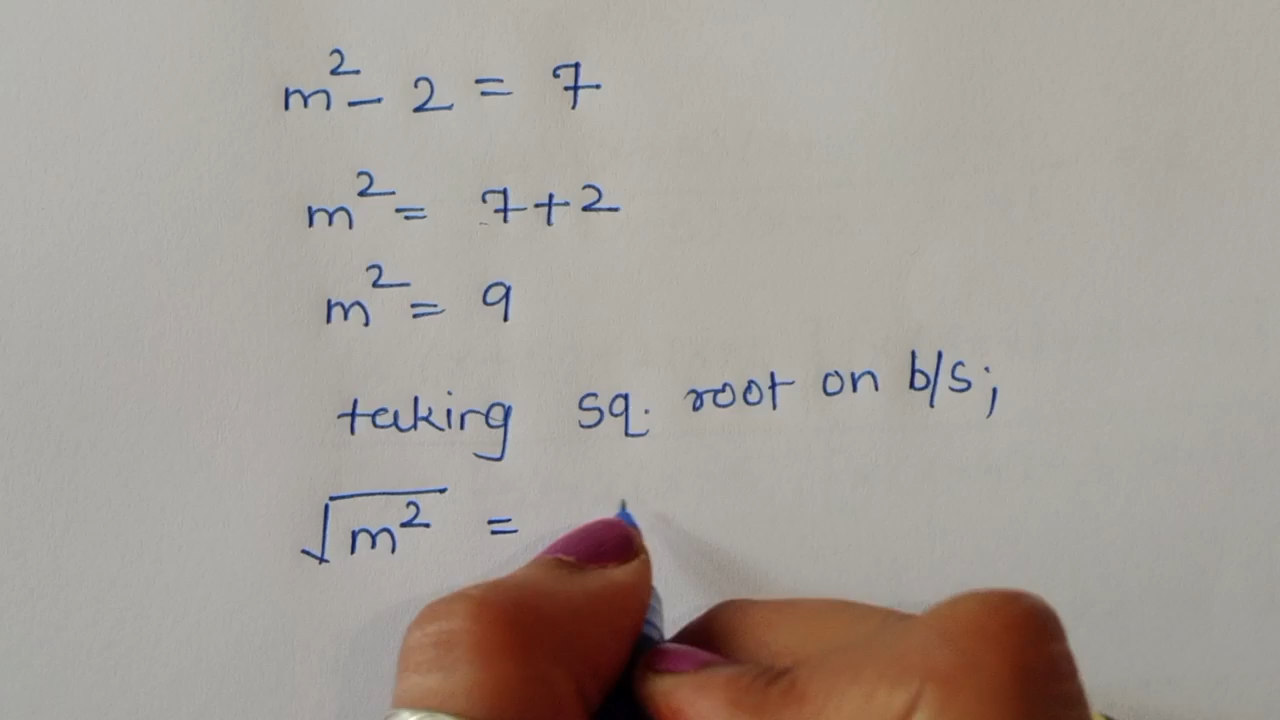 m² - 2 = 7
m² = 7+2
m² = 9
taking sq. root on b/s;
√m² =